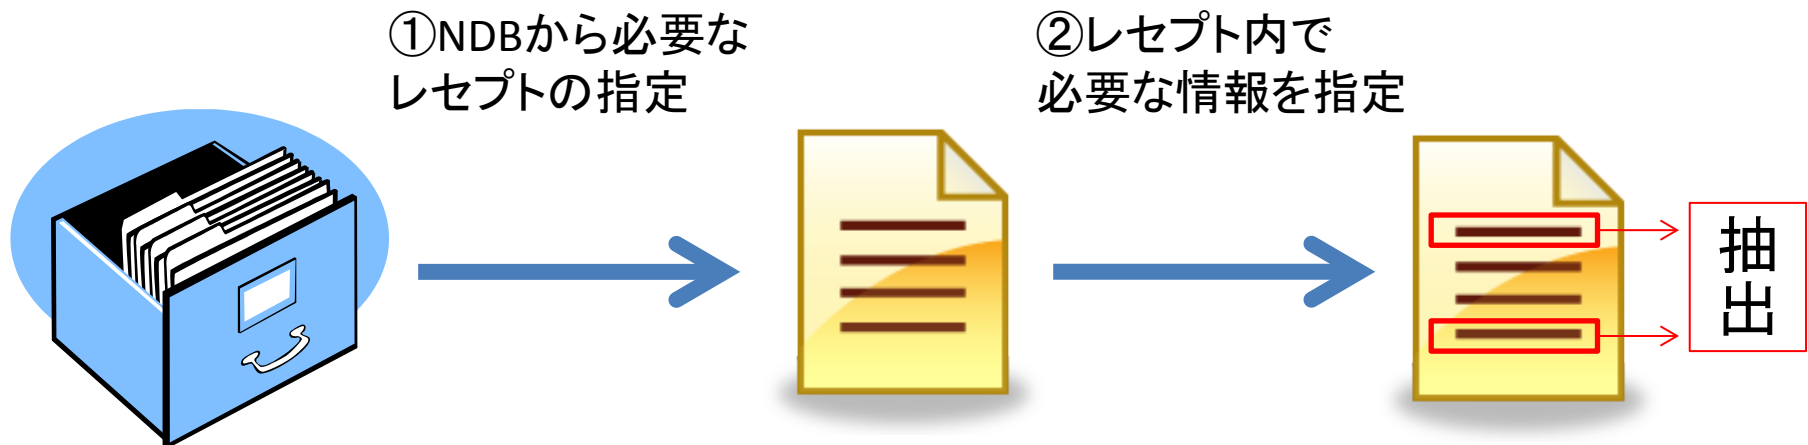 ①NDBから必要な
レセプトの指定
②レセプト内で
必要な情報を指定
抽出